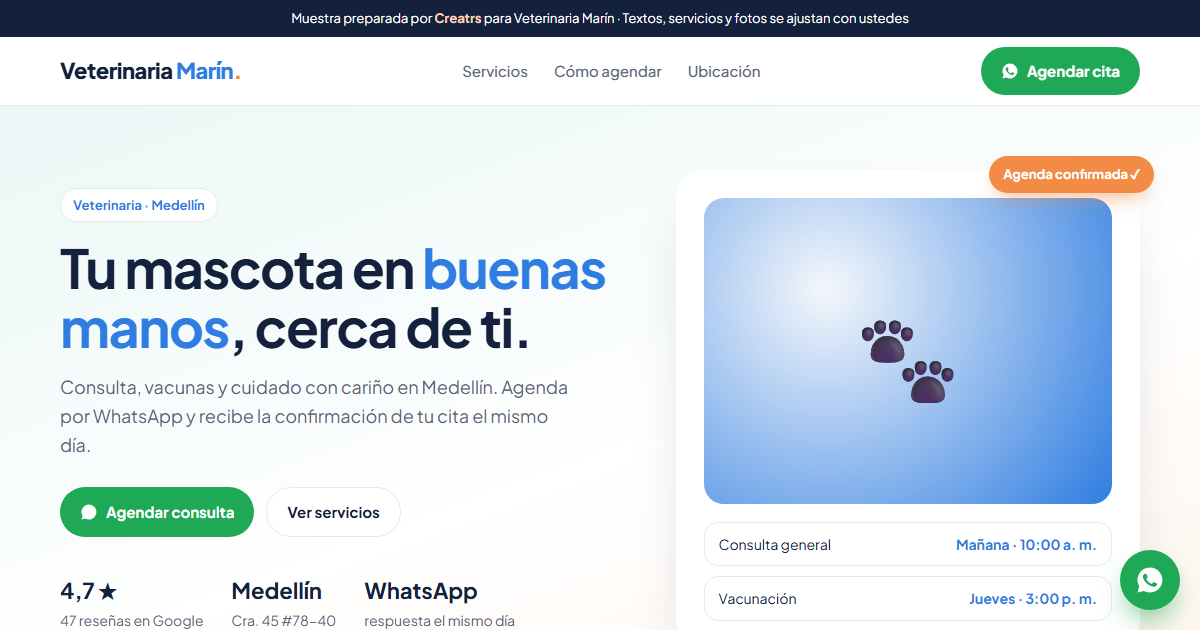 Muestra preparada por Creatrs para Veterinaria Marín · Textos, servicios y fotos se ajustan con ustedes
Veterinaria Marín.
Servicios
Cómo agendar
Ubicación
Agendar cita
Veterinaria · Medellín
Tu mascota en buenas
manos, cerca de ti.
Consulta, vacunas y cuidado con cariño en Medellín. Agenda
por WhatsApp y recibe la confirmación de tu cita el mismo
día.
Agendar consulta
Ver servicios
4,7 ★
47 reseñas en Google
Medellín
Cra. 45 #78–40
WhatsApp
respuesta el mismo día
Agenda confirmada ✓
Consulta general
Mañana · 10:00 a. m.
Vacunación
Jueves · 3:00 p. m.